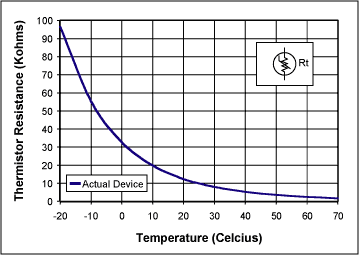 Thermistor Resistance (Kohms)
100
90
80
70
60
50
40
30
20
10
0
Rt
Actual Device
-20 -10 0 10 20 30 40 50 60 70
Temperature (Celcius)